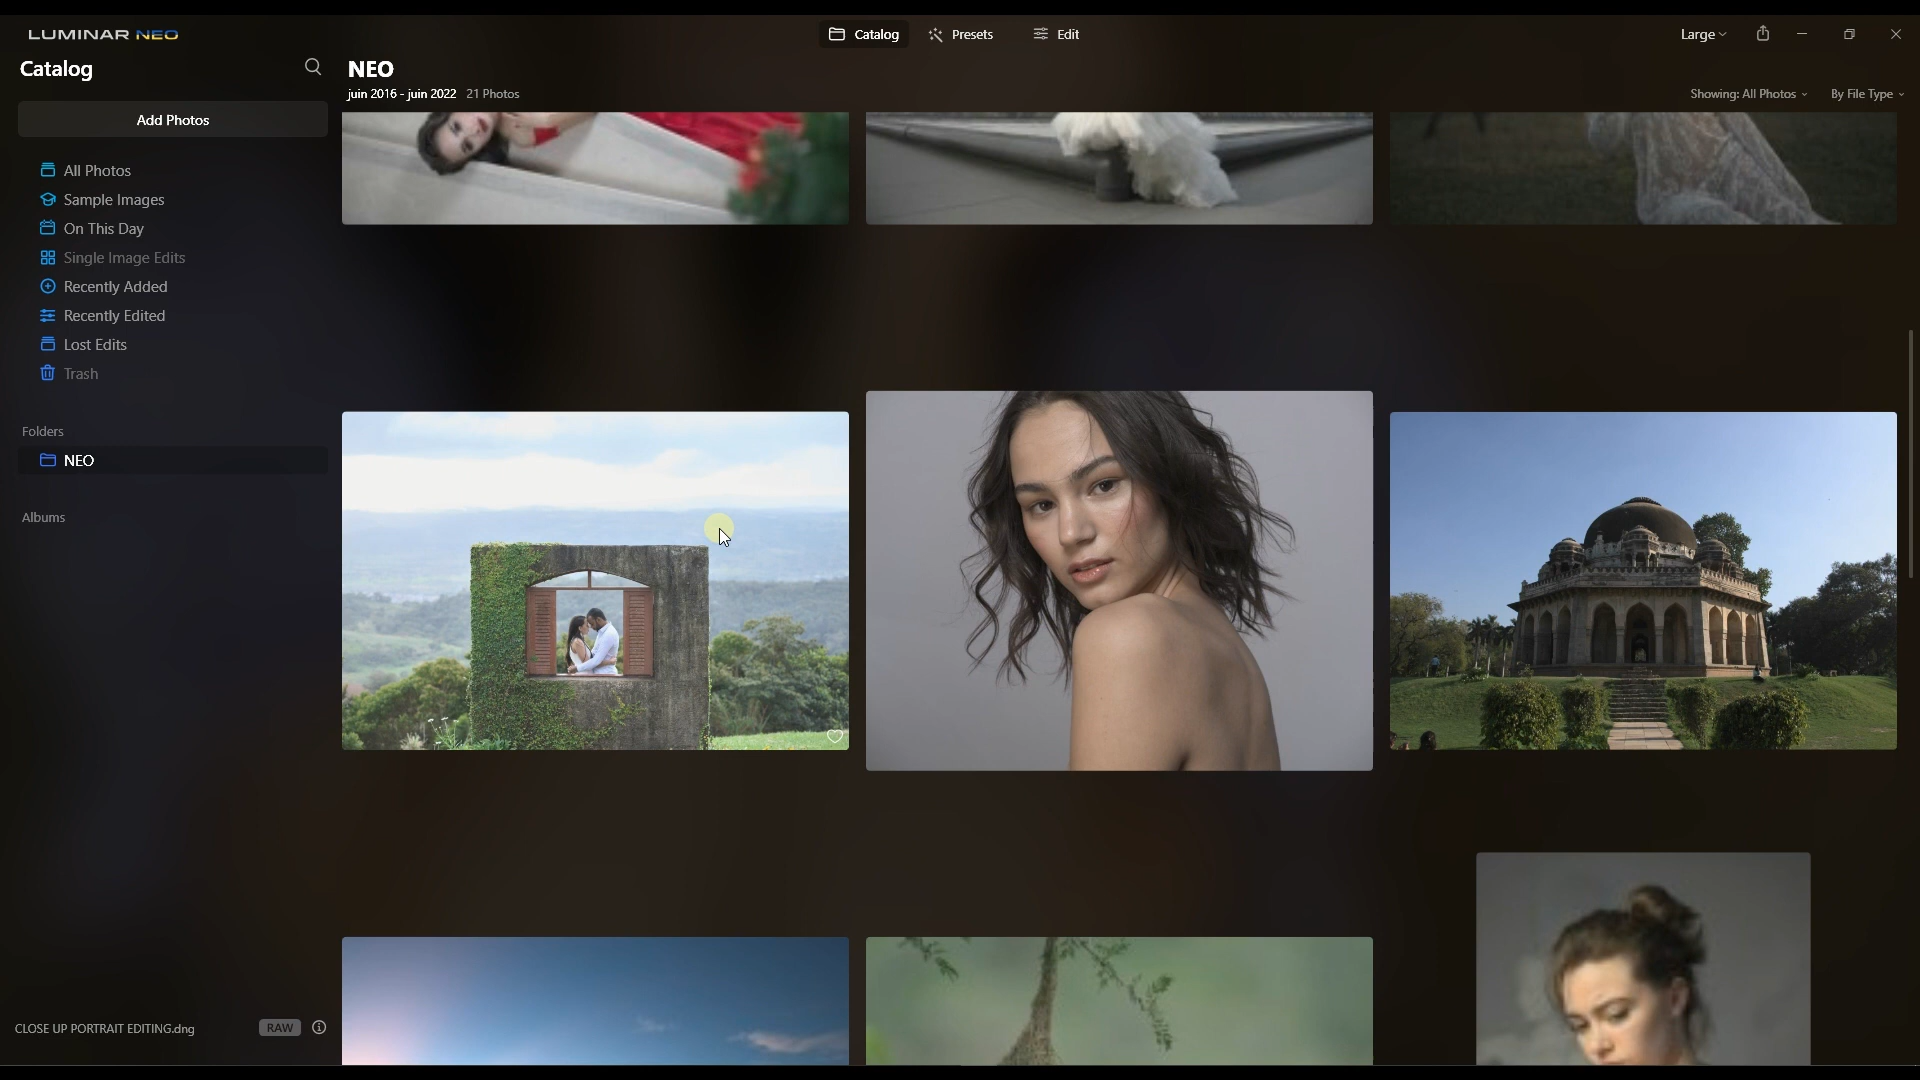 LUMINAR NEO
Catalog
Presets
Edit
Large
Catalog
NEO
juin 2016 - juin 2022 21 Photos
Showing: All Photos
By File Type
Add Photos
All Photos
Sample Images
On This Day
Single Image Edits
Recently Added
Recently Edited
Lost Edits
Trash
Folders
NEO
Albums
CLOSE UP PORTRAIT EDITING.dng
RAW